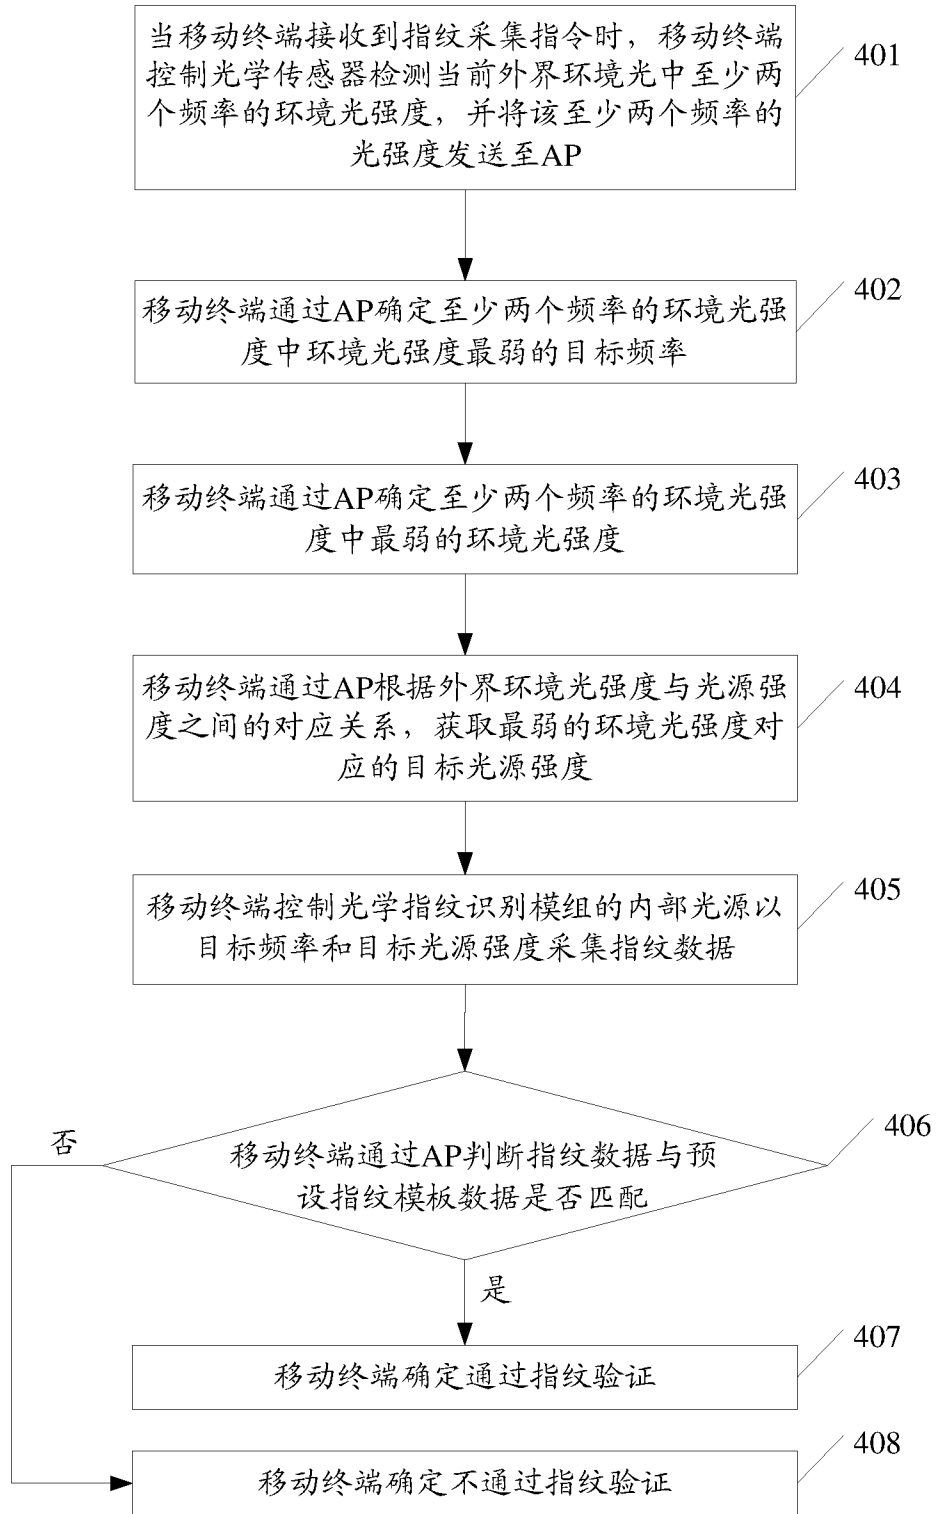 当移动终端接收到指纹采集指令时，移动终端
控制光学传感器检测当前外界环境光中至少两
个频率的环境光强度，并将该至少两个频率的
光强度发送至AP
401
移动终端通过AP确定至少两个频率的环境光强
度中环境光强度最弱的目标频率
402
移动终端通过AP确定至少两个频率的环境光强
度中最弱的环境光强度
403
移动终端通过AP根据外界环境光强度与光源强
度之间的对应关系，获取最弱的环境光强度对
应的目标光源强度
404
移动终端控制光学指纹识别模组的内部光源以
目标频率和目标光源强度采集指纹数据
405
移动终端通过AP判断指纹数据与预
设指纹模板数据是否匹配
406
否
是
移动终端确定通过指纹验证
407
移动终端确定不通过指纹验证
408